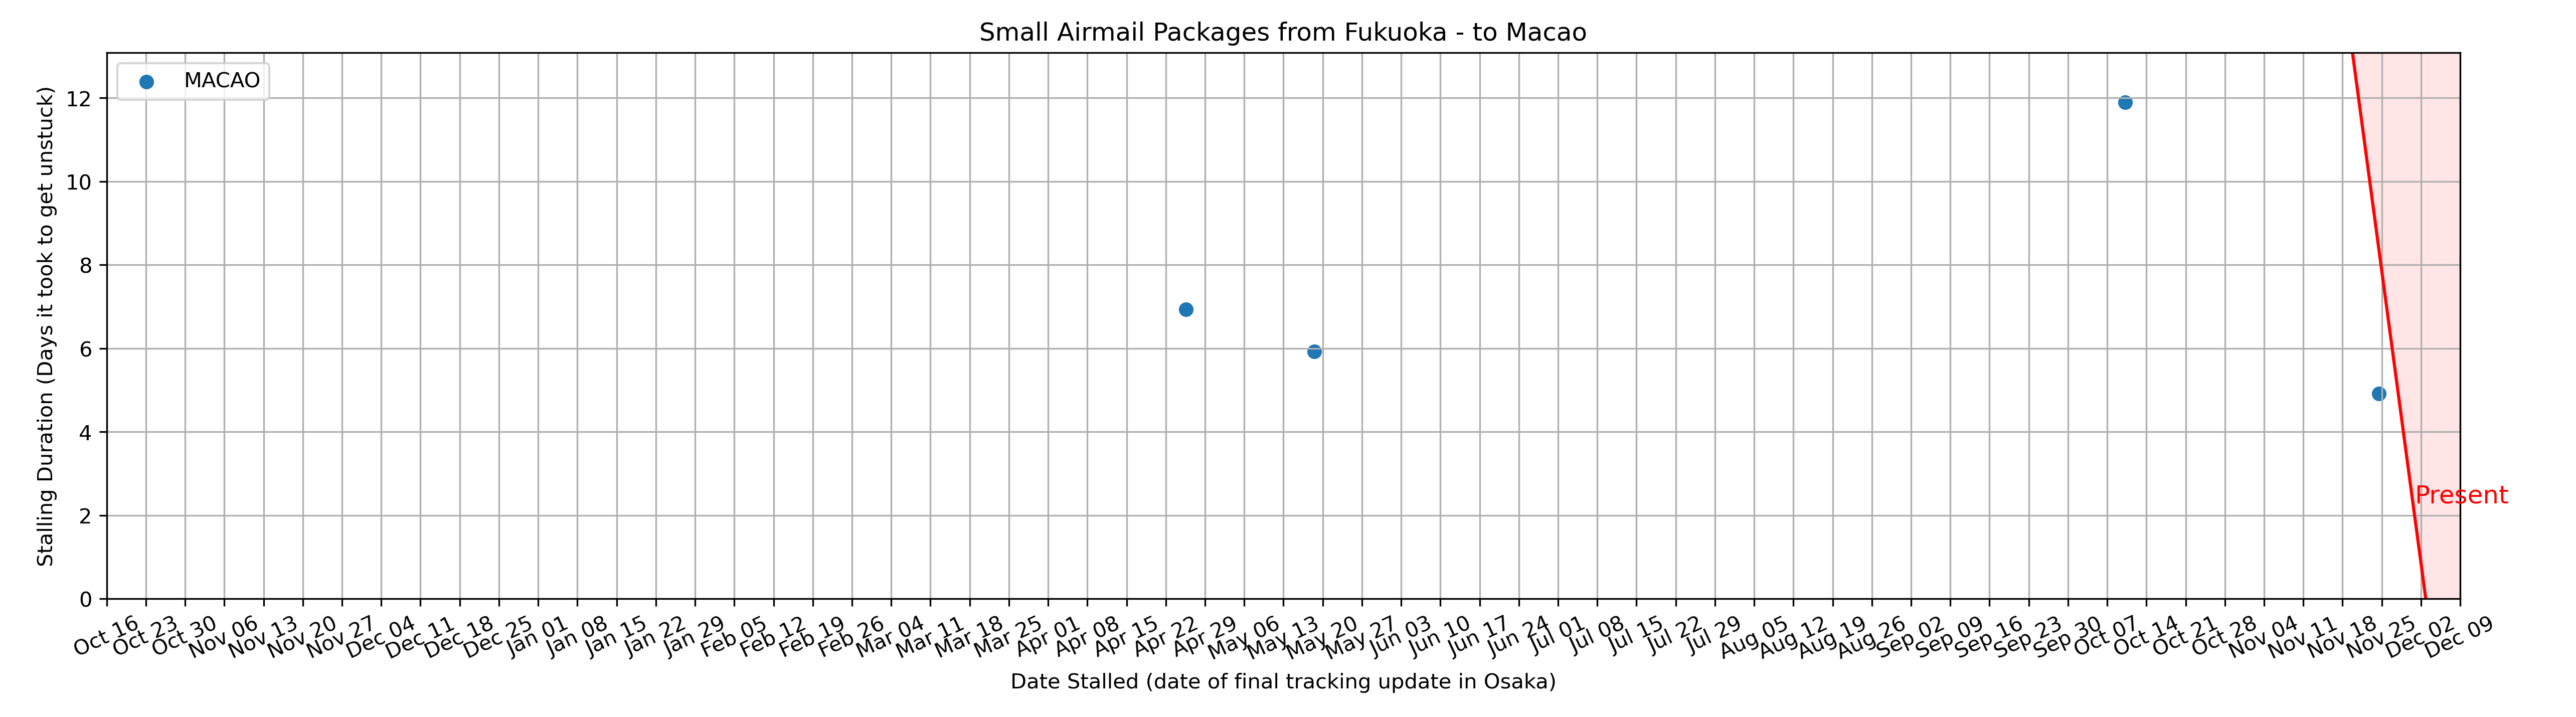 Small Airmail Packages from Fukuoka - to Macao
MACAO
Stalling Duration (Days it took to get unstuck)
12
10
8
6
4
2
0
Present
Oct 16
Oct 23
Oct 30
Nov 06
Nov 13
Nov 20
Nov 27
Dec 04
Dec 11
Dec 18
Dec 25
Jan 01
Jan 08
Jan 15
Jan 22
Jan 29
Feb 05
Feb 12
Feb 19
Feb 26
Mar 04
Mar 11
Mar 18
Mar 25
Apr 01
Apr 08
Apr 15
Apr 22
Apr 29
May 06
May 13
May 20
May 27
Jun 03
Jun 10
Jun 17
Jun 24
Jul 01
Jul 08
Jul 15
Jul 22
Jul 29
Aug 05
Aug 12
Aug 19
Aug 26
Sep 02
Sep 09
Sep 16
Sep 23
Sep 30
Oct 07
Oct 14
Oct 21
Oct 28
Nov 04
Nov 11
Nov 18
Nov 25
Dec 02
Dec 09
Date Stalled (date of final tracking update in Osaka)